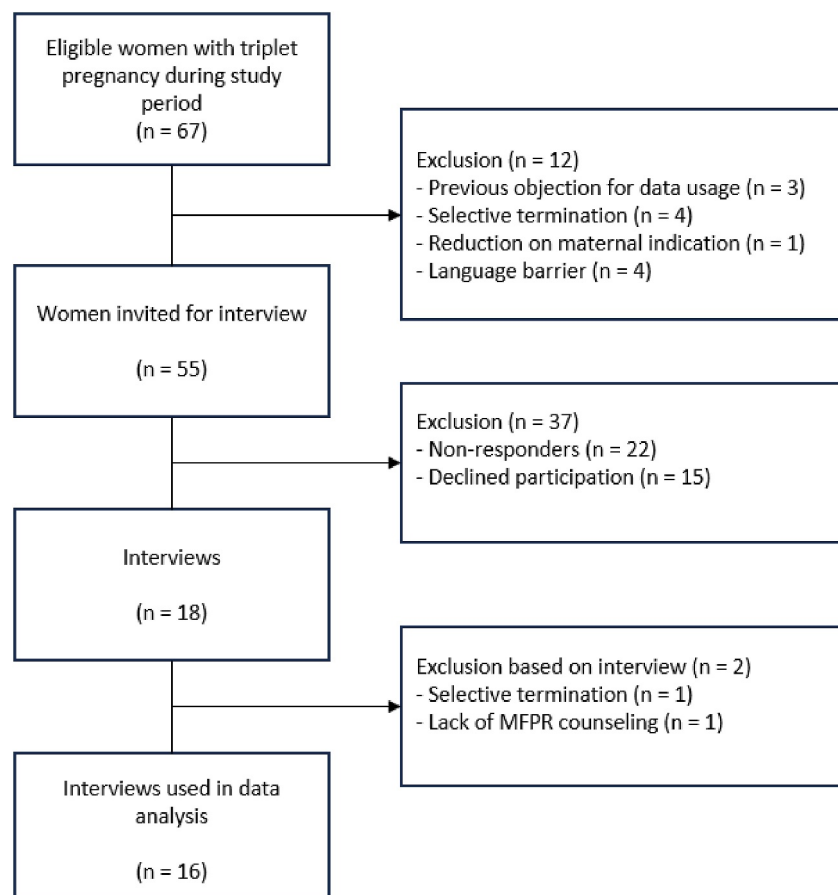 Eligible women with triplet
pregnancy during study
period
(n = 67)
Exclusion (n = 12)
- Previous objection for data usage (n = 3)
- Selective termination (n = 4)
- Reduction on maternal indication (n = 1)
- Language barrier (n = 4)
Women invited for interview
(n = 55)
Exclusion (n = 37)
- Non-responders (n = 22)
- Declined participation (n = 15)
Interviews
(n = 18)
Exclusion based on interview (n = 2)
- Selective termination (n = 1)
- Lack of MFPR counseling (n = 1)
Interviews used in data
analysis
(n = 16)